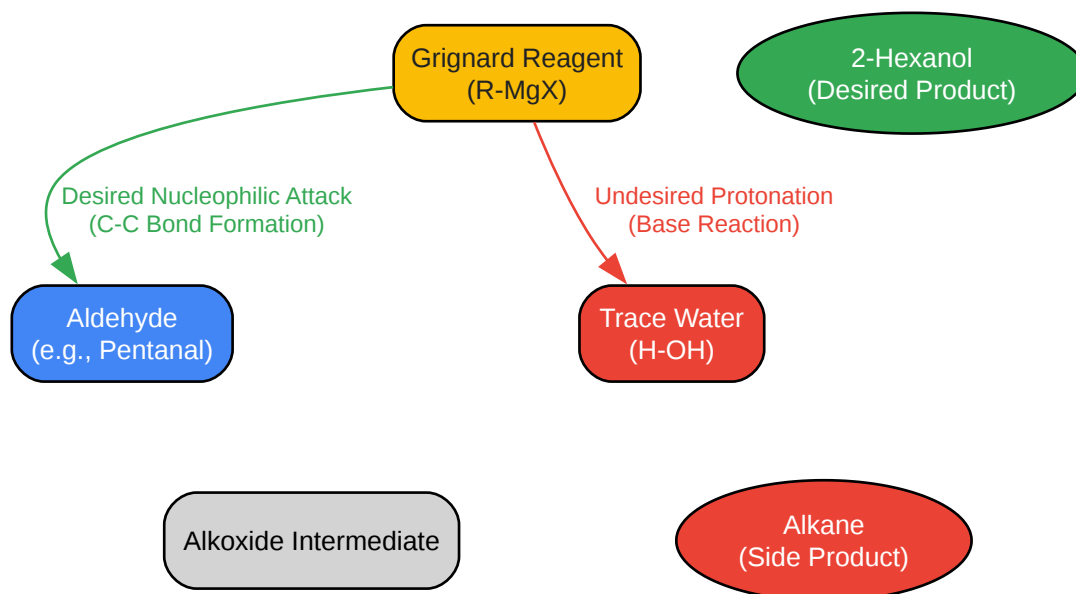 Grignard Reagent
(R-MgX)
2-Hexanol
(Desired Product)
Desired Nucleophilic Attack
(C-C Bond Formation)
Undesired Protonation
(Base Reaction)
Aldehyde
(e.g., Pentanal)
Trace Water
(H-OH)
Alkoxide Intermediate
Alkane
(Side Product)